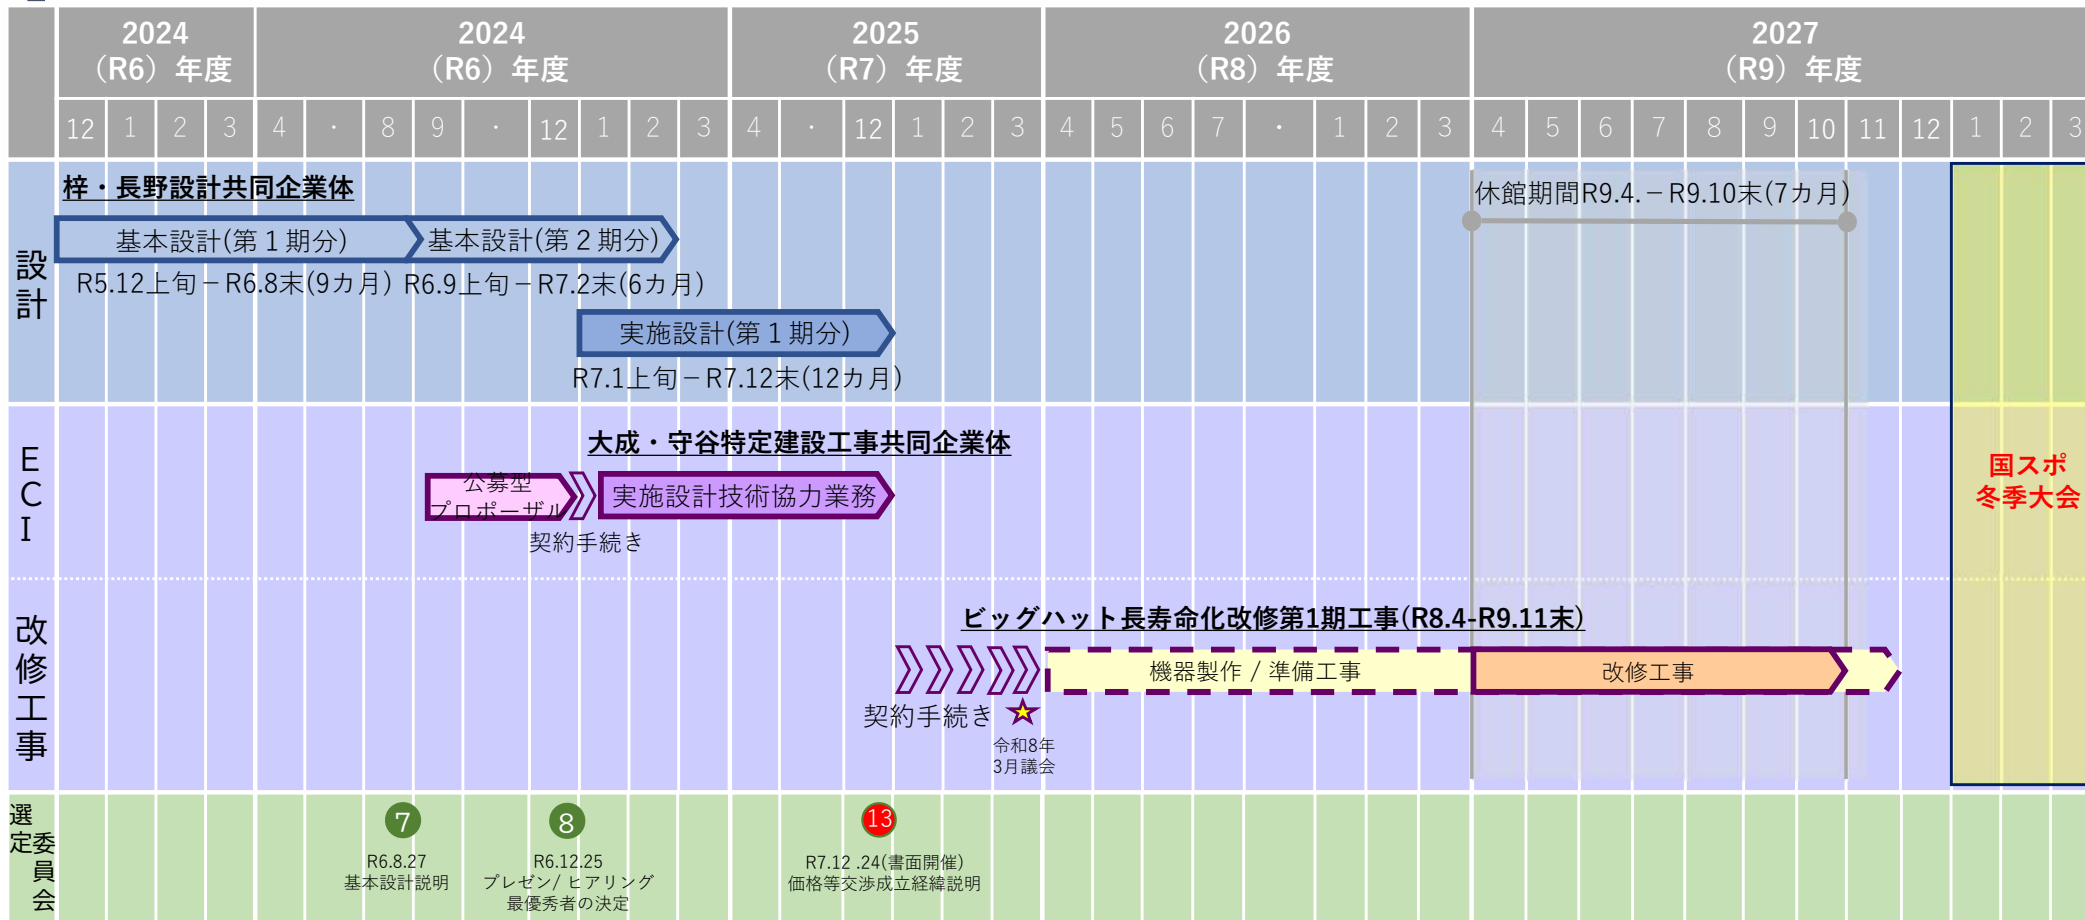 2024
（R6）年度
2024
（R6）年度
2025
（R7）年度
2026
（R8）年度
2027
（R9）年度
12 1 2 3 4 ・ 8 9 ・ 12 1 2 3 4 ・ 12 1 2 3 4 5 6 7 ・ 1 2 3 4 5 6 7 8 9 10 11 12 1 2 3
設計
梓・長野設計共同企業体
基本設計(第１期分)
基本設計(第２期分)
R5.12上旬－R6.8末(9カ月)
R6.9上旬－R7.2末(6カ月)
実施設計(第１期分)
R7.1上旬－R7.12末(12カ月)
休館期間R9.4.－R9.10末(7カ月)
ＥＣＩ
大成・守谷特定建設工事共同企業体
公募型
プロポーザル
実施設計技術協力業務
契約手続き
国スポ
冬季大会
改修工事
ビッグハット長寿命化改修第1期工事(R8.4-R9.11末)
機器製作 / 準備工事
改修工事
契約手続き
令和8年
3月議会
選定委員会
7
R6.8.27
基本設計説明
8
R6.12.25
プレゼン/ ヒアリング
最優秀者の決定
13
R7.12 .24(書面開催)
価格等交渉成立経緯説明